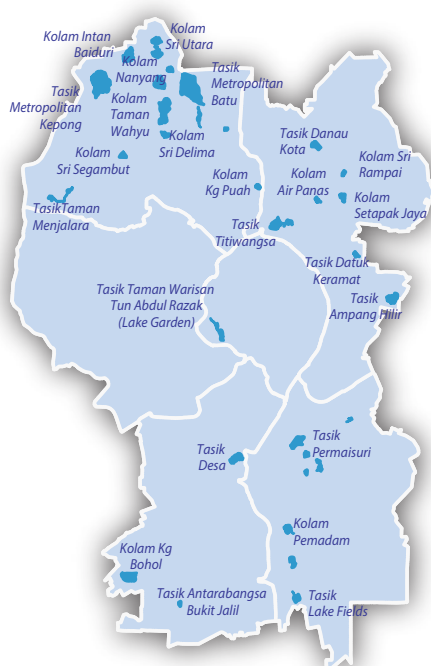 Kolam
Sri Utara
Kolam Intan
Baiduri
Kolam
Nanyang
Tasik
Metropolitan
Batu
Tasik
Metropolitan
Kepong
Kolam
Taman
Wahyu
Kolam
Sri Delima
Kolam
Sri Segambut
Tasik Danau
Kota
Kolam Sri
Rampai
Kolam
Kg Puah
Kolam
Air Panas
Kolam
Setapak Jaya
TasikTaman
Menjalara
Tasik
Titiwangsa
Tasik Datuk
Keramat
Tasik Taman Warisan
Tun Abdul Razak
(Lake Garden)
Tasik
Ampang Hilir
Tasik
Desa
Tasik
Permaisuri
Kolam
Pemadam
Kolam Kg
Bohol
Tasik Antarabangsa
Bukit Jalil
Tasik
Lake Fields